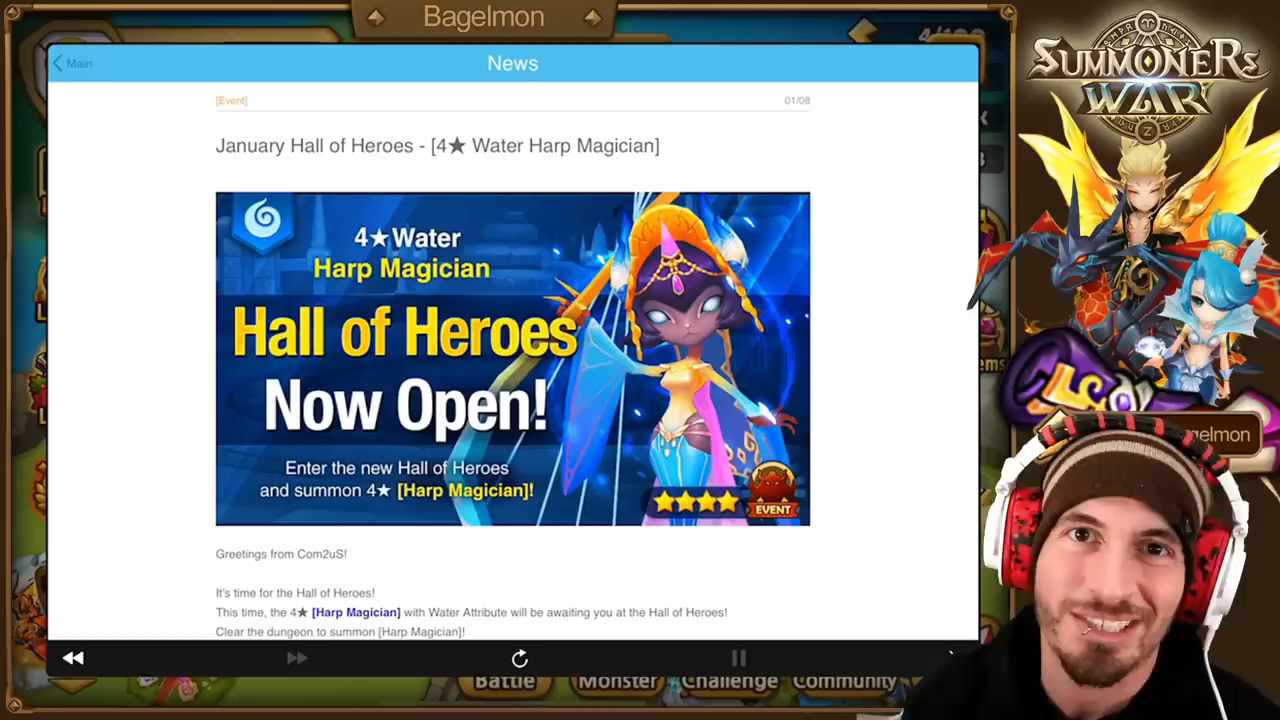 Bagelmon
Main
News
[Event]
01/08
January Hall of Heroes - [4★ Water Harp Magician]
4★Water
Harp Magician
Hall of Heroes
Now Open!
Enter the new Hall of Heroes
and summon 4★ [Harp Magician]!
EVENT
Greetings from Com2uS!
It's time for the Hall of Heroes!
This time, the 4★ [Harp Magician] with Water Attribute will be awaiting you at the Hall of Heroes!
Clear the dungeon to summon [Harp Magician]!
Battle
Monster
Challenge
Community
SUMMONERS
WAR